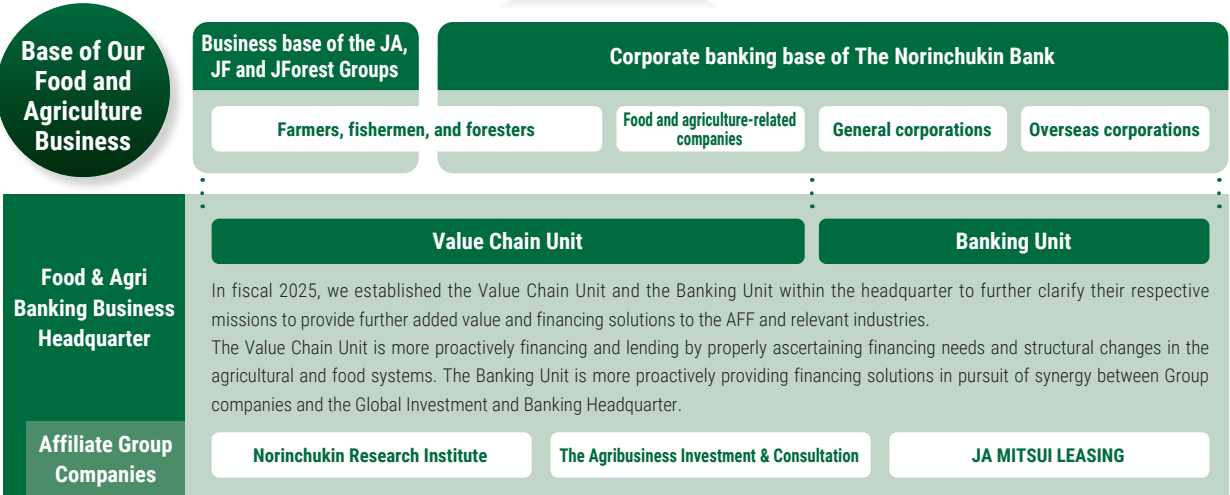 Base of Our
Food and
Agriculture
Business
Business base of the JA,
JF and JForest Groups
Corporate banking base of The Norinchukin Bank
Farmers, fishermen, and foresters
Food and agriculture-related
companies
General corporations
Overseas corporations
Food & Agri
Banking Business
Headquarter
Value Chain Unit
Banking Unit
In fiscal 2025, we established the Value Chain Unit and the Banking Unit within the headquarter to further clarify their respective
missions to provide further added value and financing solutions to the AFF and relevant industries.
The Value Chain Unit is more proactively financing and lending by properly ascertaining financing needs and structural changes in the
agricultural and food systems. The Banking Unit is more proactively providing financing solutions in pursuit of synergy between Group
companies and the Global Investment and Banking Headquarter.
Affiliate Group
Companies
Norinchukin Research Institute
The Agribusiness Investment & Consultation
JA MITSUI LEASING